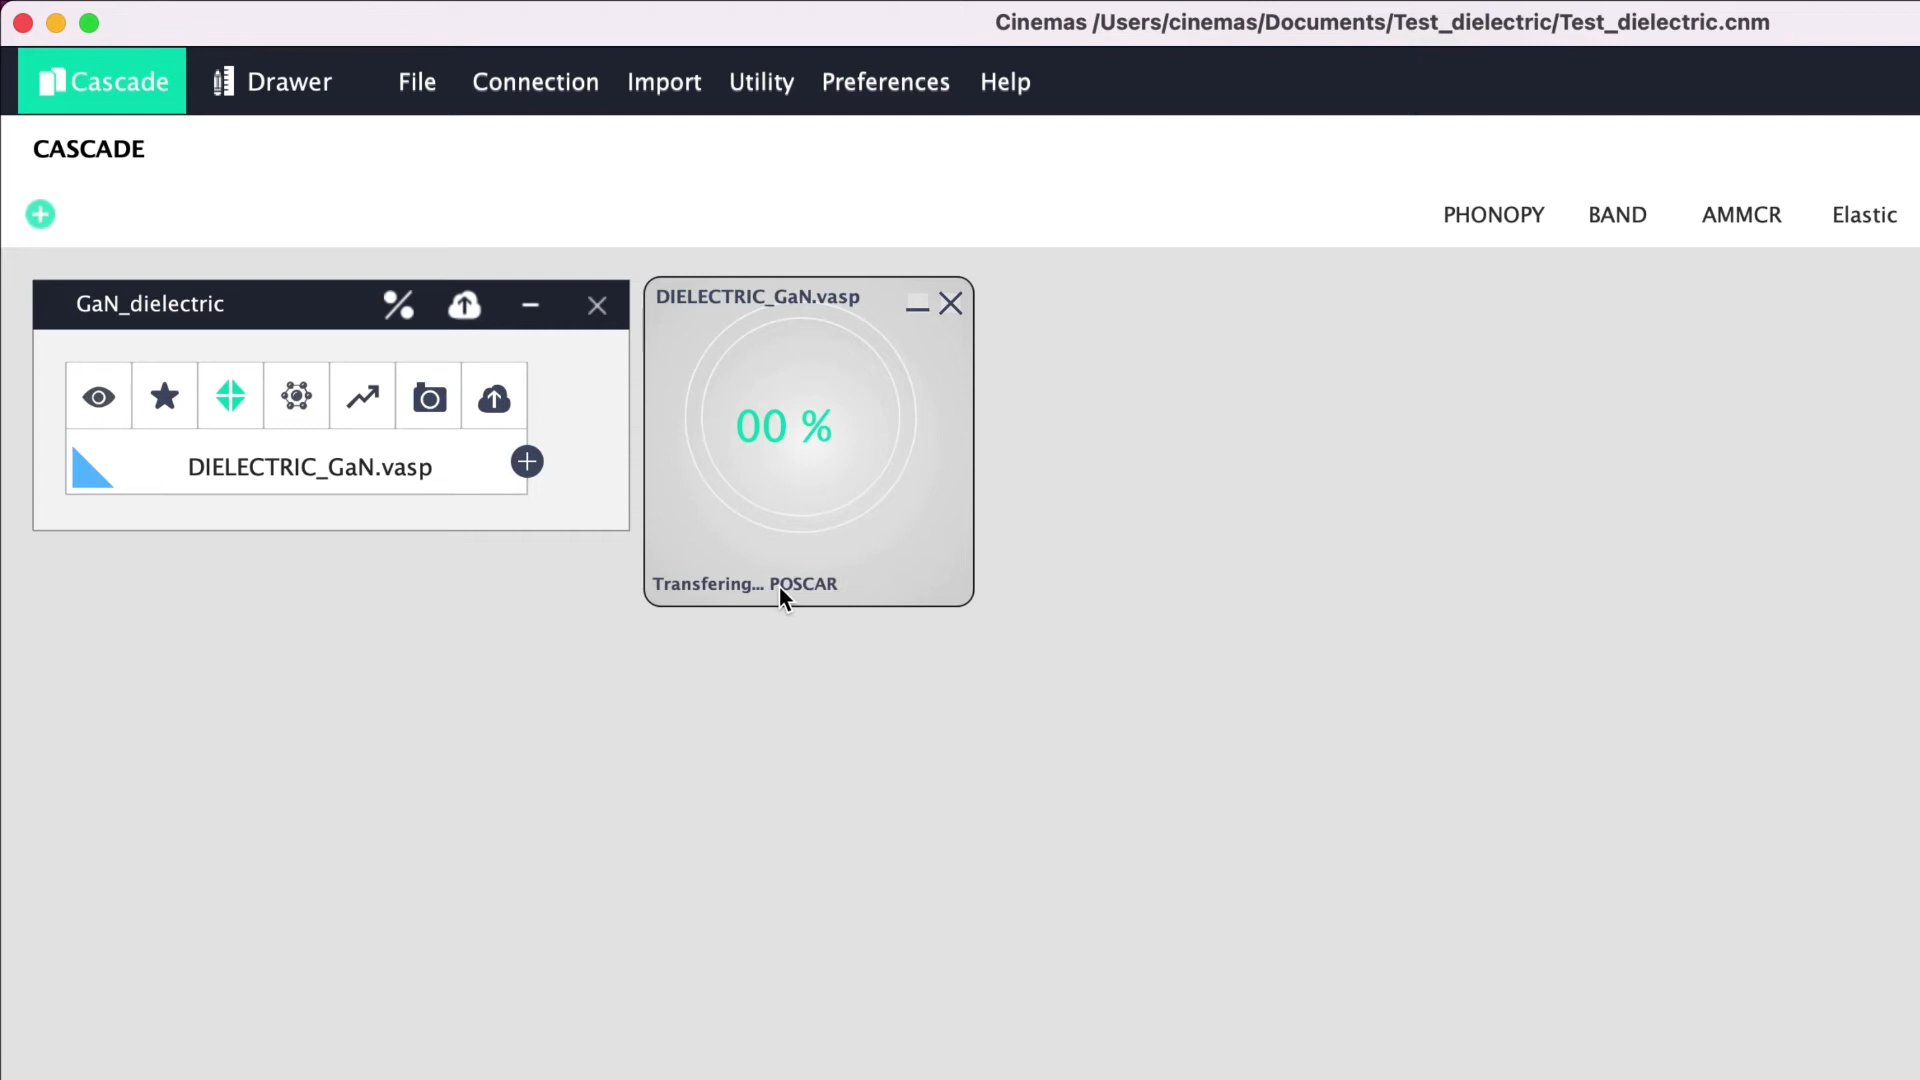 Cinemas /Users/cinemas/Documents/Test_dielectric/Test_dielectric.cnm
Cascade Drawer File Connection Import Utility Preferences Help
CASCADE
PHONOPY BAND AMMCR Elastic
GaN_dielectric
DIELECTRIC_GaN.vasp
DIELECTRIC_GaN.vasp
00 %
Transfering... POSCAR